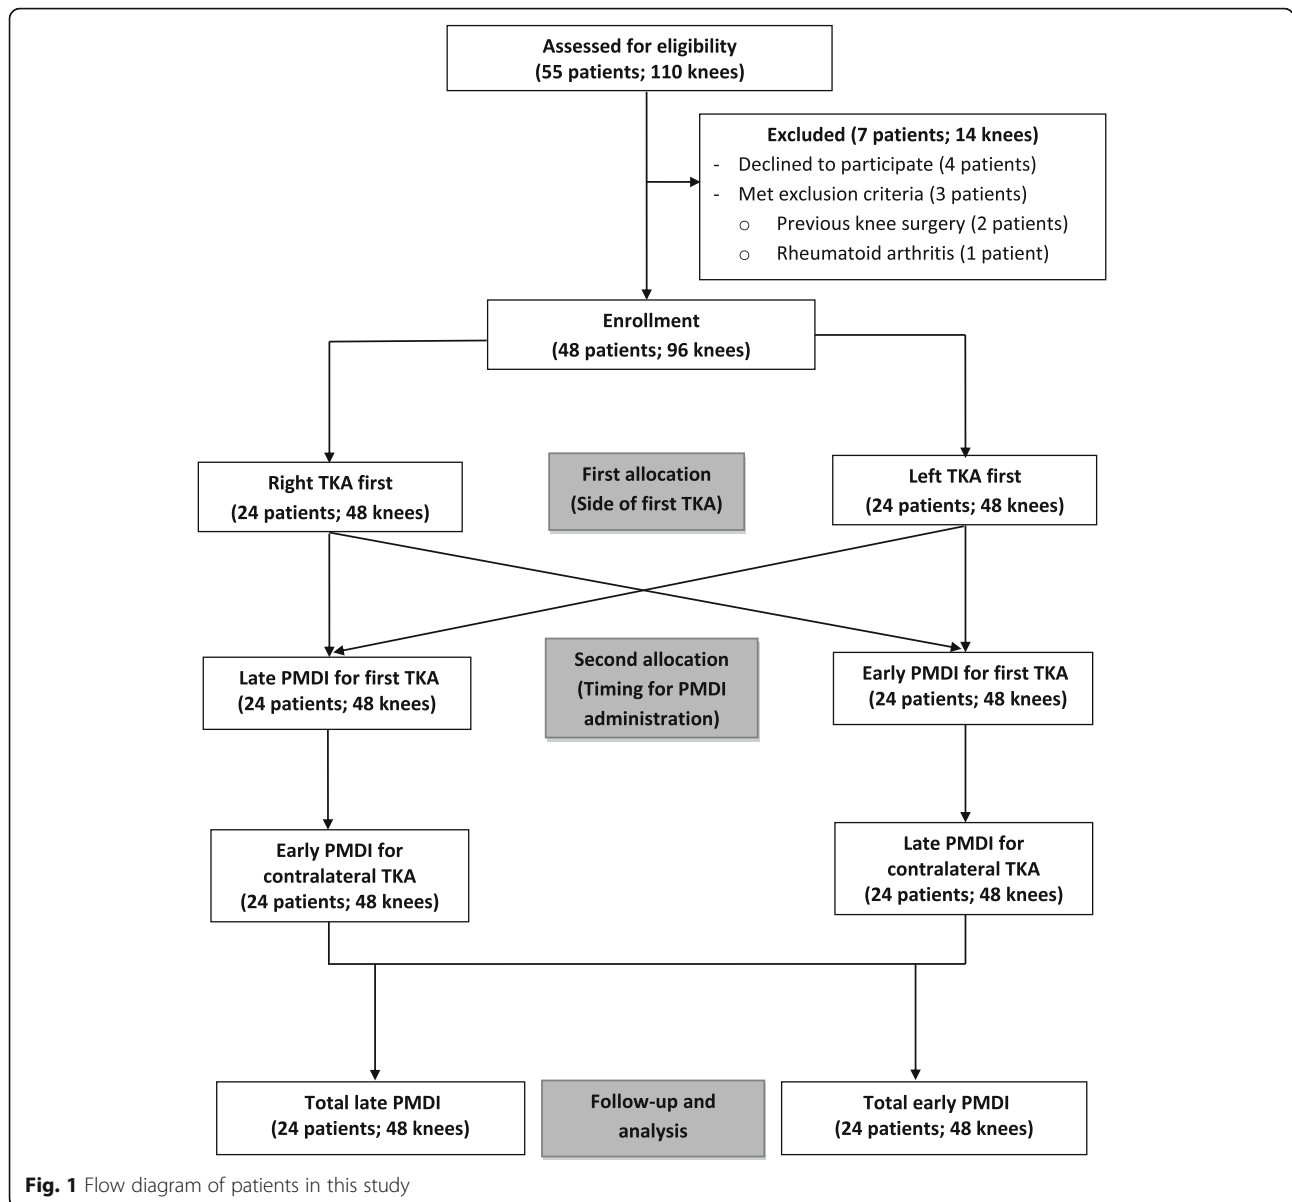 Assessed for eligibility
(55 patients; 110 knees)
Excluded (7 patients; 14 knees)
- Declined to participate (4 patients)
- Met exclusion criteria (3 patients)
o Previous knee surgery (2 patients)
o Rheumatoid arthritis (1 patient)
Enrollment
(48 patients; 96 knees)
Right TKA first
(24 patients; 48 knees)
First allocation
(Side of first TKA)
Left TKA first
(24 patients; 48 knees)
Late PMDI for first TKA
(24 patients; 48 knees)
Second allocation
(Timing for PMDI
administration)
Early PMDI for first TKA
(24 patients; 48 knees)
Early PMDI for
contralateral TKA
(24 patients; 48 knees)
Late PMDI for
contralateral TKA
(24 patients; 48 knees)
Total late PMDI
(24 patients; 48 knees)
Follow-up and
analysis
Total early PMDI
(24 patients; 48 knees)
Fig. 1 Flow diagram of patients in this study